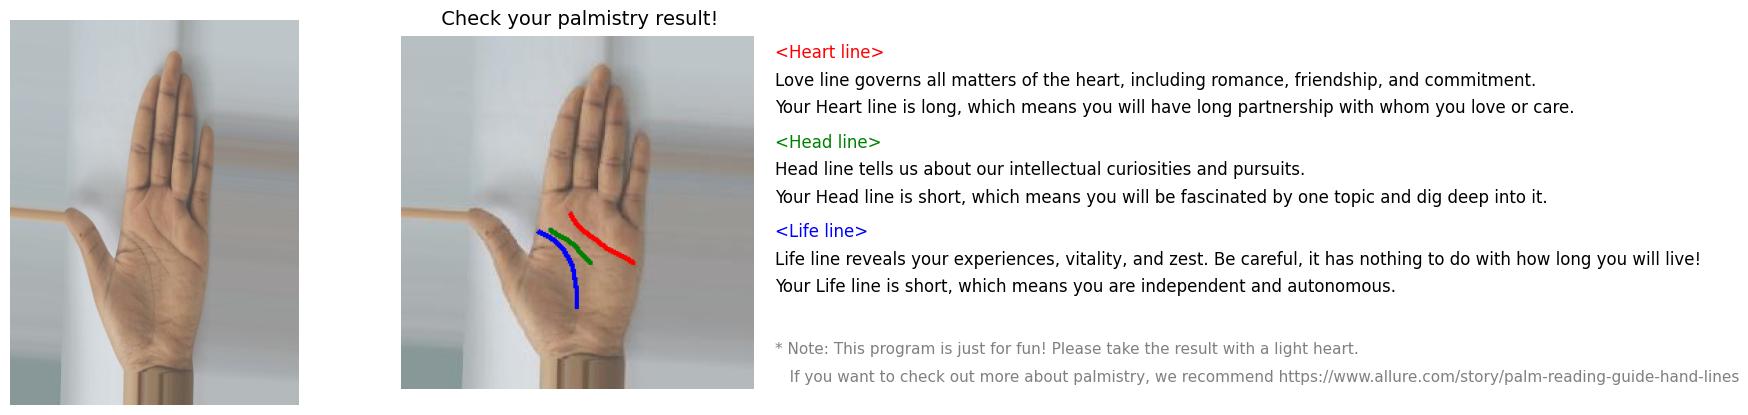 Check your palmistry result!
<Heart line>
Love line governs all matters of the heart, including romance, friendship, and commitment.
Your Heart line is long, which means you will have long partnership with whom you love or care.
<Head line>
Head line tells us about our intellectual curiosities and pursuits.
Your Head line is short, which means you will be fascinated by one topic and dig deep into it.
<Life line>
Life line reveals your experiences, vitality, and zest. Be careful, it has nothing to do with how long you will live!
Your Life line is short, which means you are independent and autonomous.
* Note: This program is just for fun! Please take the result with a light heart.
If you want to check out more about palmistry, we recommend https://www.allure.com/story/palm-reading-guide-hand-lines